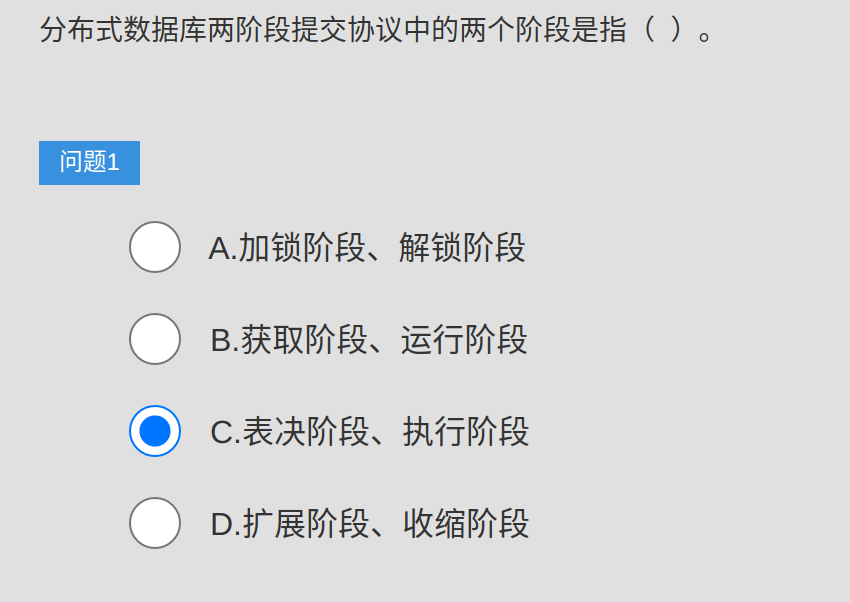 分布式数据库两阶段提交协议中的两个阶段是指（ ）。
问题1
A.加锁阶段、解锁阶段
B.获取阶段、运行阶段
C.表决阶段、执行阶段
D.扩展阶段、收缩阶段